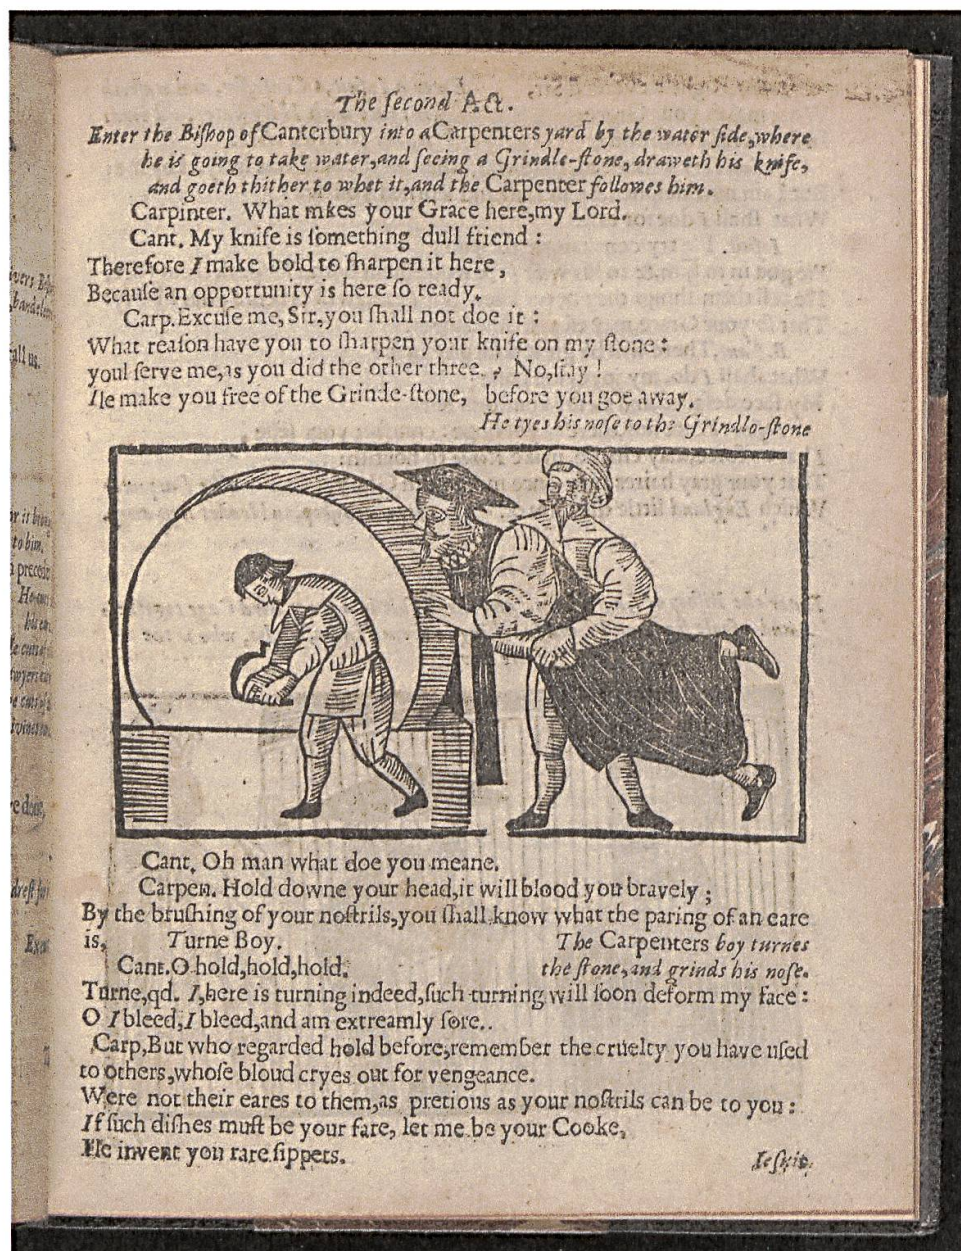 The ſecond Act.
Enter the Biſhop of Canterbury into a Carpenters yard by the water ſide, where
he is going to take water, and ſeeing a Grindle-ſtone, draweth his knife,
and goeth thither to whet it, and the Carpenter followes him.
Carpinter. What mkes your Grace here, my Lord.
Cant. My knife is ſomething dull friend :
Therefore I make bold to ſharpen it here,
Becauſe an opportunity is here ſo ready.
Carp. Excuſe me, Sir, you ſhall not doe it :
What reaſon have you to ſharpen your knife on my ſtone :
youl ſerve me, as you did the other three. ? No, ſtay !
Ile make you free of the Grinde-ſtone, before you goe away.
He tyes his noſe to the Grindlo-ſtone
Cant. Oh man what doe you meane.
Carpen. Hold downe your head, it will blood you bravely ;
By the bruſhing of your noſtrils, you ſhall know what the paring of an eare
is, Turne Boy. The Carpenters boy turnes
Cant. O hold, hold, hold. the ſtone, and grinds his noſe.
Turne, qd. I, here is turning indeed, ſuch turning will ſoon deform my face :
O I bleed, I bleed, and am extreamly ſore..
Carp, But who regarded hold before, remember the cruelty you have uſed
to others, whoſe bloud cryes out for vengeance.
Were not their eares to them, as pretious as your noſtrils can be to you :
If ſuch diſhes muſt be your fare, let me be your Cooke,
Ile invent you rare ſippets.
Ieſkit.
all us.
to him.